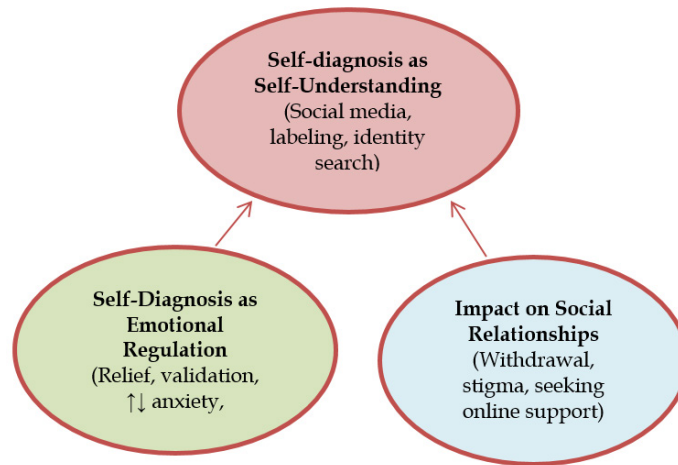 Self-diagnosis as
Self-Understanding
(Social media,
labeling, identity
search)
Self-Diagnosis as
Emotional
Regulation
(Relief, validation,
↑↓ anxiety,
Impact on Social
Relationships
(Withdrawal,
stigma, seeking
online support)